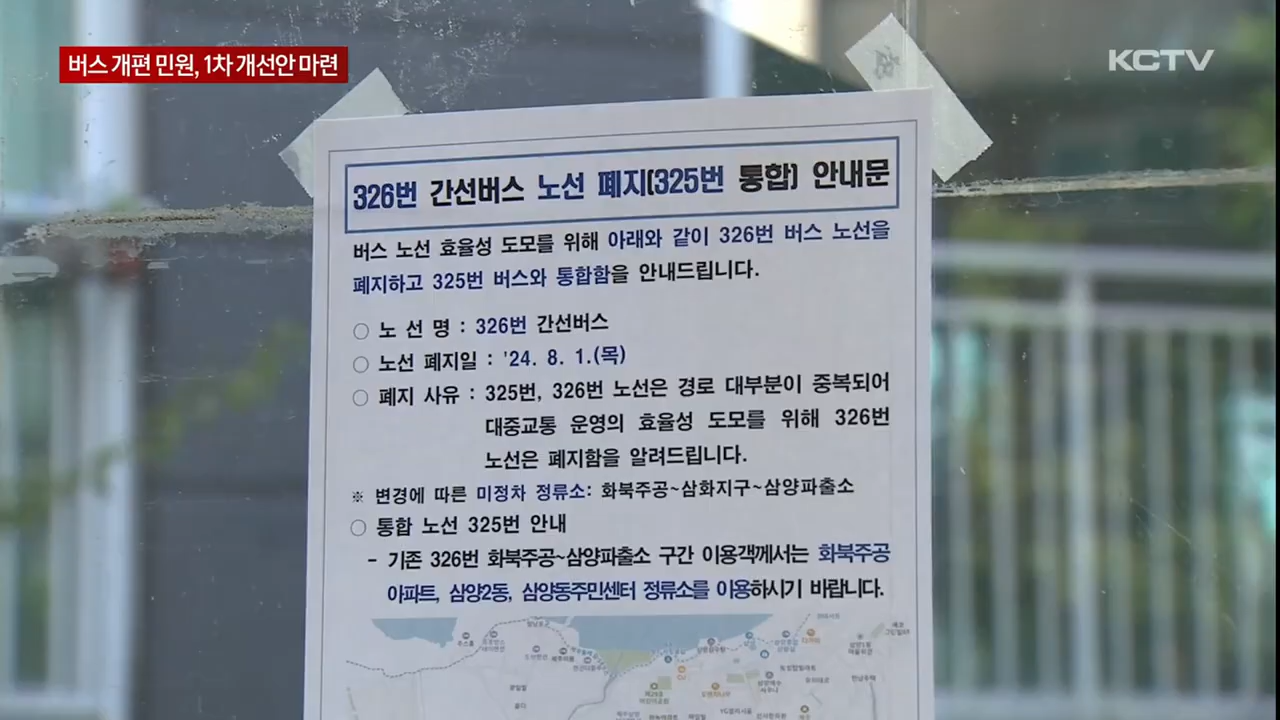 버스 개편 민원, 1차 개선안 마련
KCTV
326번 간선버스 노선 폐지(325번 통합) 안내문
버스 노선 효율성 도모를 위해 아래와 같이 326번 버스 노선을
폐지하고 325번 버스와 통합함을 안내드립니다.
○ 노 선 명 : 326번 간선버스
○ 노선 폐지일 : '24. 8. 1.(목)
○ 폐지 사유 : 325번, 326번 노선은 경로 대부분이 중복되어
대중교통 운영의 효율성 도모를 위해 326번
노선은 폐지함을 알려드립니다.
※ 변경에 따른 미정차 정류소: 화북주공~삼화지구~삼양파출소
○ 통합 노선 325번 안내
- 기존 326번 화북주공~삼양파출소 구간 이용객께서는 화북주공
아파트, 삼양2동, 삼양동주민센터 정류소를 이용하시기 바랍니다.